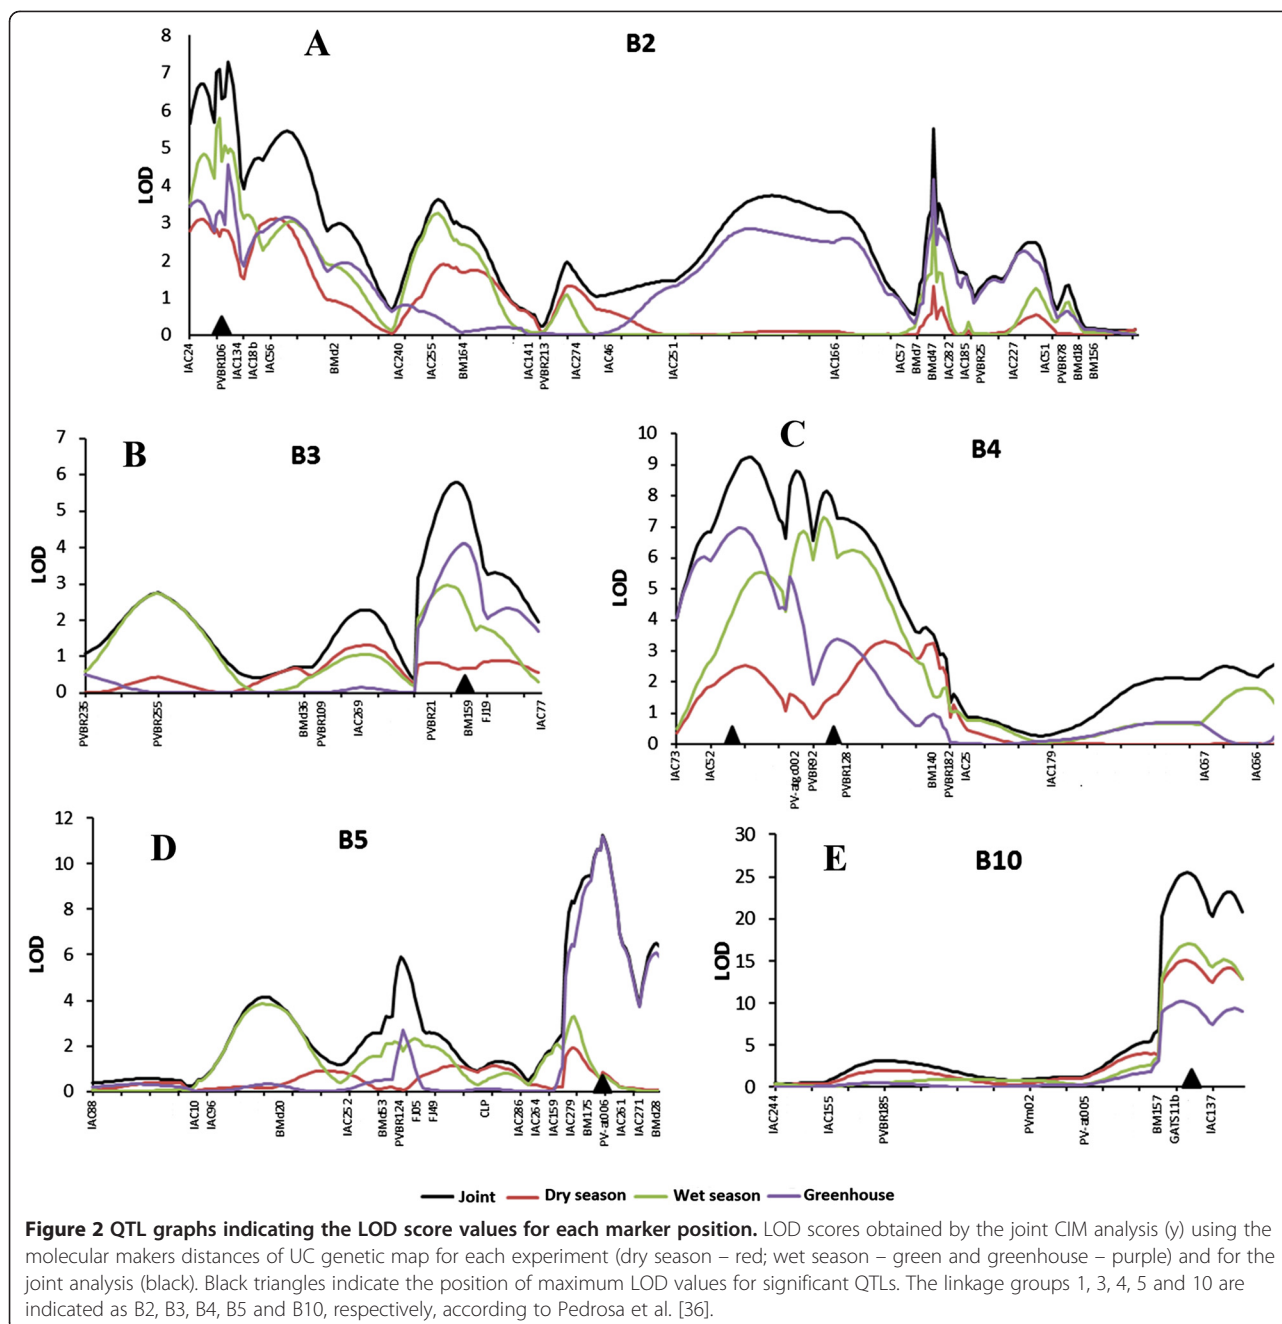 A
B2
8
7
6
5
4
3
2
1
0
LOD
IAC24
PVBR106
IAC134
IAC18b
IAC56
BMd2
IAC240
IAC255
BM164
IAC141
PVBR213
IAC274
IAC46
IAC251
IAC166
IAC57
BMd7
BMd47
IAC282
IAC185
PVBR25
IAC227
IAC51
PVBR78
BMd18
BM156
B
B3
7
6
5
4
3
2
1
0
LOD
PVBR235
PVBR255
BMd36
PVBR109
IAC269
PVBR21
BM159
FJ19
IAC77
C
B4
10
9
8
7
6
5
4
3
2
1
0
LOD
IAC73
IAC52
PV-atgc002
PVBR92
PVBR128
BM140
PVBR182
IAC25
IAC179
IAC67
IAC66
D
B5
12
10
8
6
4
2
0
LOD
IAC88
IAC10
IAC96
BMd20
IAC252
BMd53
PVBR124
FJ05
FJ49
CLP
IAC286
IAC264
IAC159
IAC279
BM175
PV-at006
IAC261
IAC271
BMd28
E
B10
30
25
20
15
10
5
0
LOD
IAC244
IAC155
PVBR185
PVm02
PV-at005
BM157
GATS11b
IAC137
Joint Dry season Wet season Greenhouse
Figure 2 QTL graphs indicating the LOD score values for each marker position. LOD scores obtained by the joint CIM analysis (y) using the
molecular makers distances of UC genetic map for each experiment (dry season – red; wet season – green and greenhouse – purple) and for the
joint analysis (black). Black triangles indicate the position of maximum LOD values for significant QTLs. The linkage groups 1, 3, 4, 5 and 10 are
indicated as B2, B3, B4, B5 and B10, respectively, according to Pedrosa et al. [36].